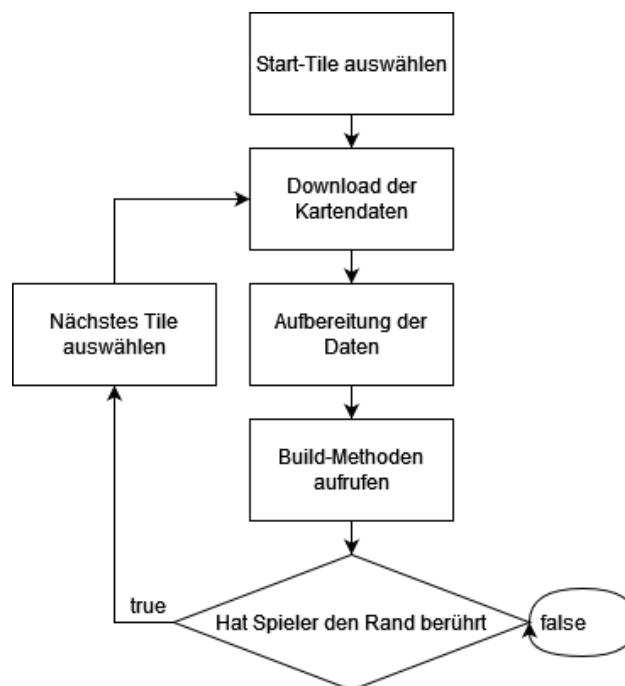 Start-Tile auswählen
Download der
Kartendaten
Nächstes Tile
auswählen
Aufbereitung der
Daten
Build-Methoden
aufrufen
true
Hat Spieler den Rand berührt
false